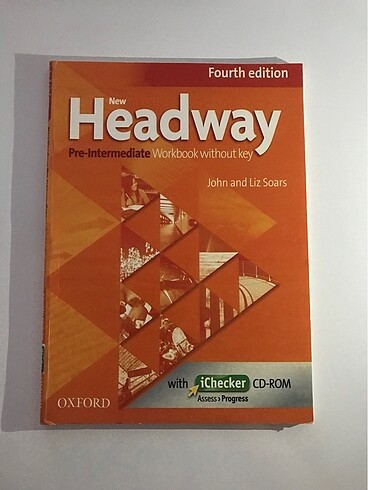 Fourth edition
New
Headway
Pre-Intermediate Workbook without key
John and Liz Soars
with iChecker CD-ROM
Assess › Progress
OXFORD